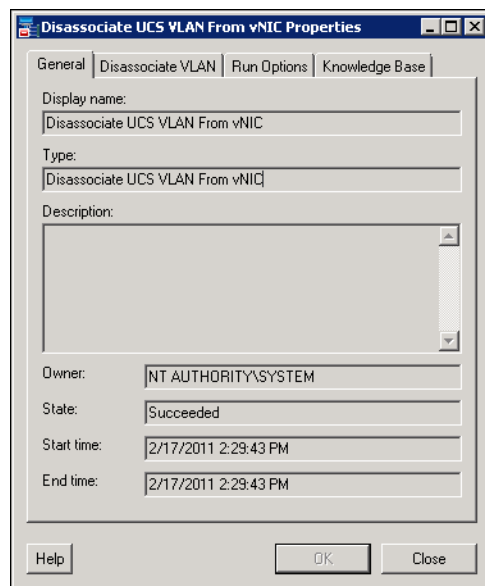 Disassociate UCS VLAN From vNIC Properties
General Disassociate VLAN Run Options Knowledge Base
Display name:
Disassociate UCS VLAN From vNIC
Type:
Disassociate UCS VLAN From vNIC
Description:
Owner: NT AUTHORITY\SYSTEM
State: Succeeded
Start time: 2/17/2011 2:29:43 PM
End time: 2/17/2011 2:29:43 PM
Help OK Close